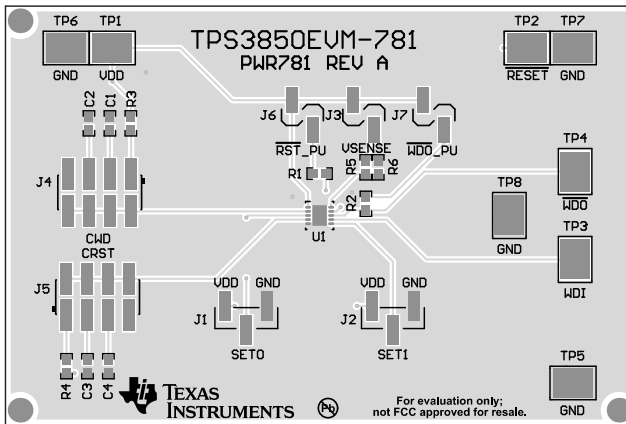 TP6 TP1
GND VDD
TPS3850EVM-781
PWR781 REV A
TP2 TP7
RESET GND
C2 C1 R3
J6 J3 J7
RST_PU VSENSE WDO_PU
R1 R5 R6
R2
U1
J4
CWD
CRST
J5
TP4
WDO
TP8
GND
TP3
WDI
VDD GND
J1
SET0
VDD GND
J2
SET1
R4 C3 C4
TEXAS
INSTRUMENTS
Pb
For evaluation only;
not FCC approved for resale.
TP5
GND